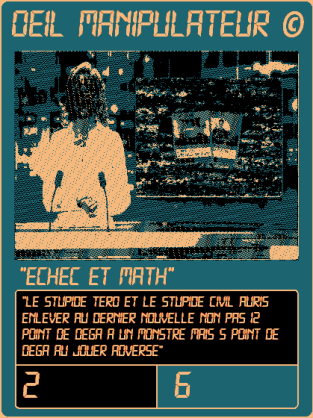 OEIL MANIPULATEUR ©
"ECHEC ET MATH"
"LE STUPIDE TERO ET LE STUPIDE CIVIL AURIS
ENLEVER AU DERNIER NOUVELLE NON PAS 12
POINT DE DEGA A UN MONSTRE MAIS 5 POINT DE
DEGA AU JOUER ADVERSE"
2
6